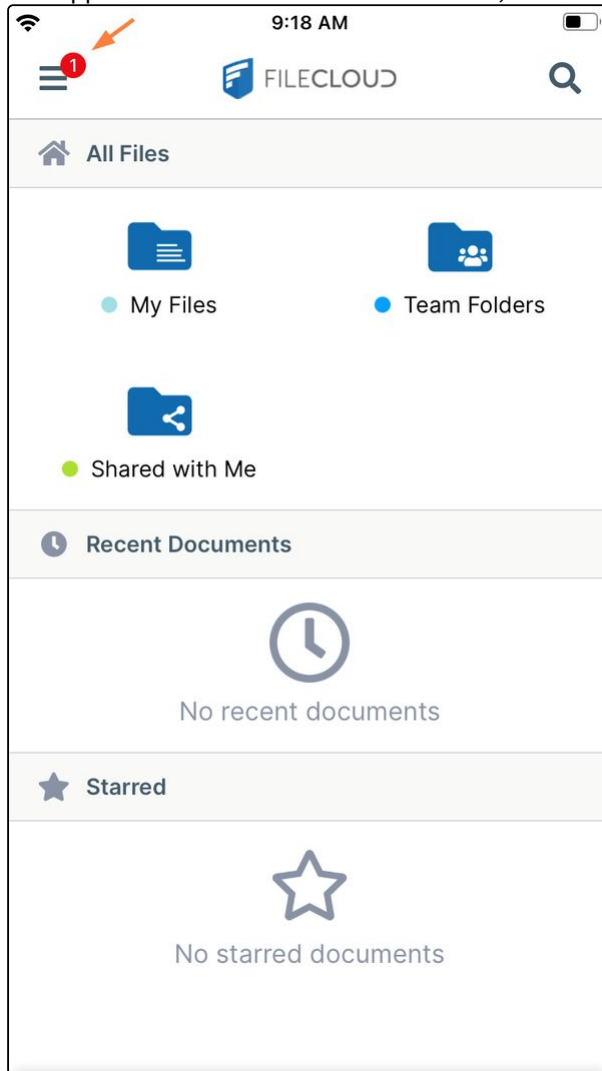 9:18 AM
1
FILECLOUD
All Files
My Files
Team Folders
Shared with Me
Recent Documents
No recent documents
Starred
No starred documents